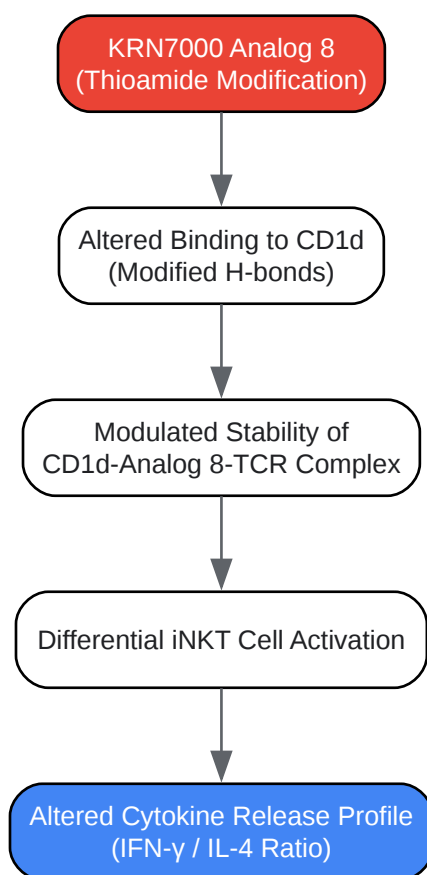 KRN7000 Analog 8
(Thioamide Modification)
Altered Binding to CD1d
(Modified H-bonds)
Modulated Stability of
CD1d-Analog 8-TCR Complex
Differential iNKT Cell Activation
Altered Cytokine Release Profile
(IFN-γ / IL-4 Ratio)